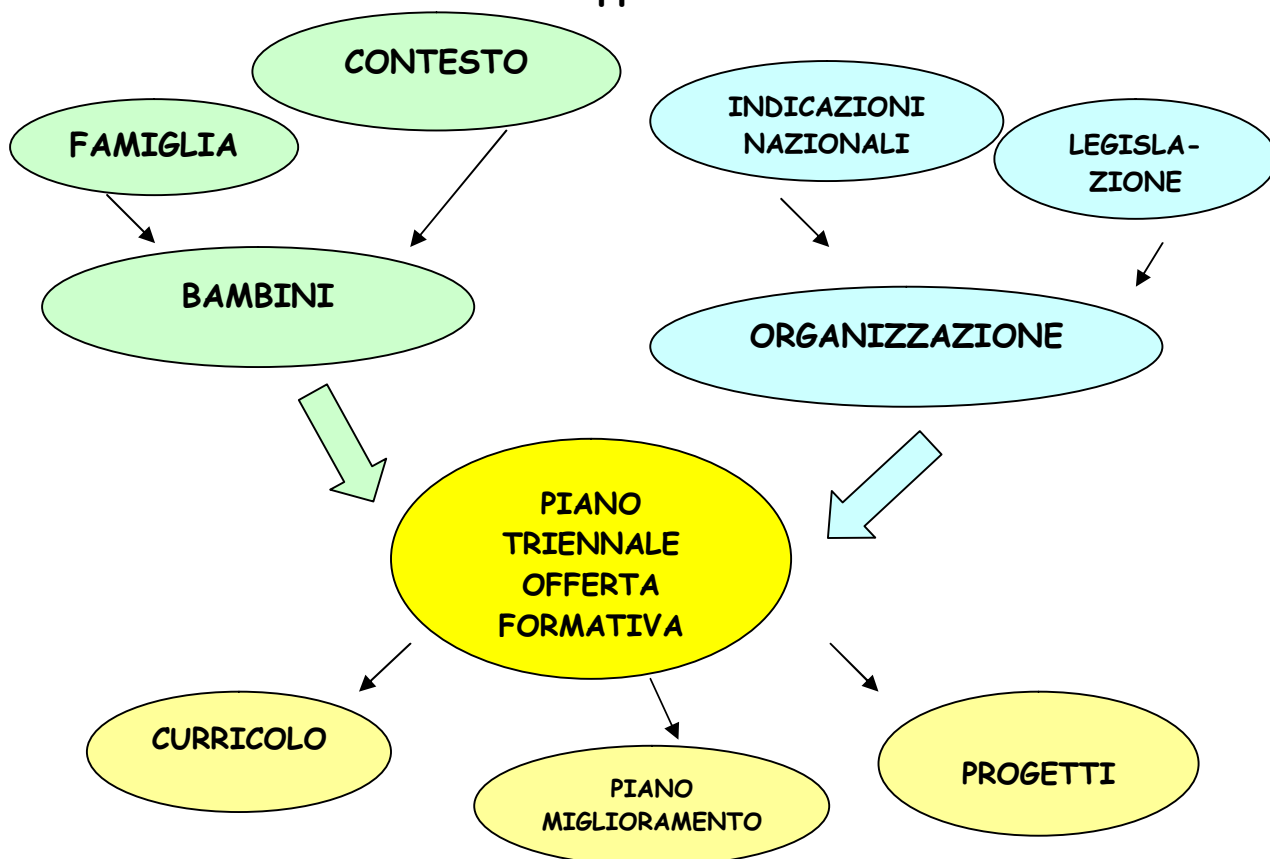 CONTESTO
FAMIGLIA
INDICAZIONI
NAZIONALI
LEGISLA-
ZIONE
BAMBINI
ORGANIZZAZIONE
PIANO
TRIENNALE
OFFERTA
FORMATIVA
CURRICOLO
PIANO
MIGLIORAMENTO
PROGETTI